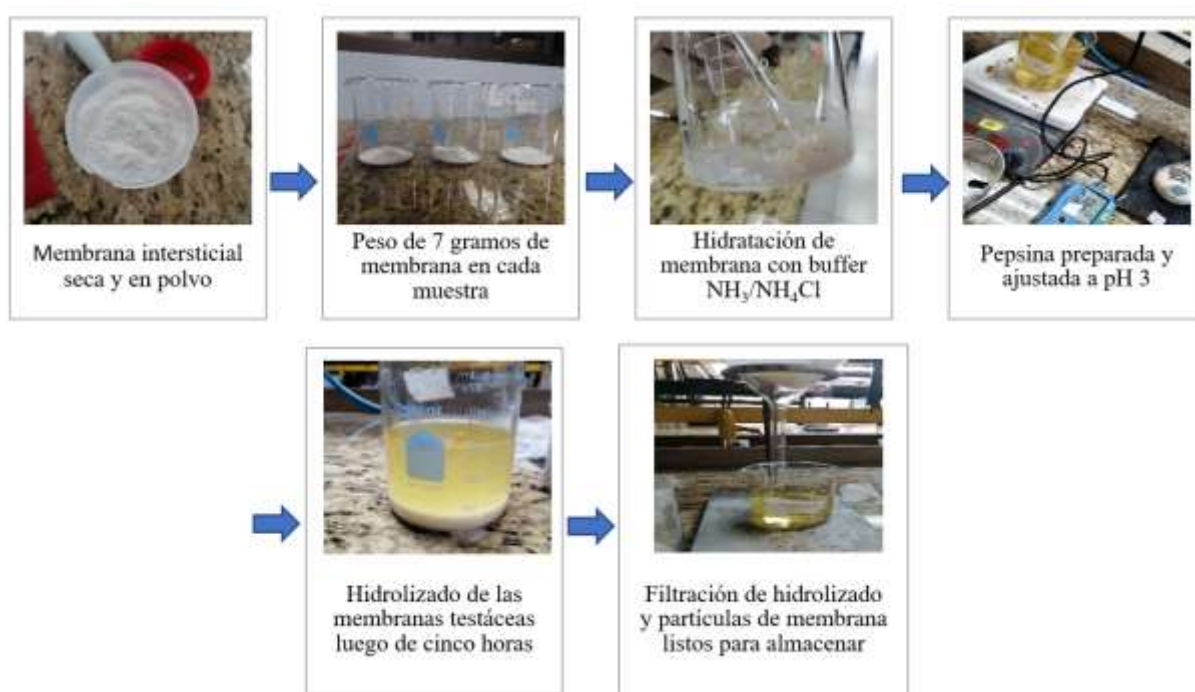 Membrana intersticial
seca y en polvo
Peso de 7 gramos de
membrana en cada
muestra
Hidratación de
membrana con buffer
NH₃/NH₄Cl
Pepsina preparada y
ajustada a pH 3
Hidrolizado de las
membranas testáceas
luego de cinco horas
Filtración de hidrolizado
y partículas de membrana
listos para almacenar